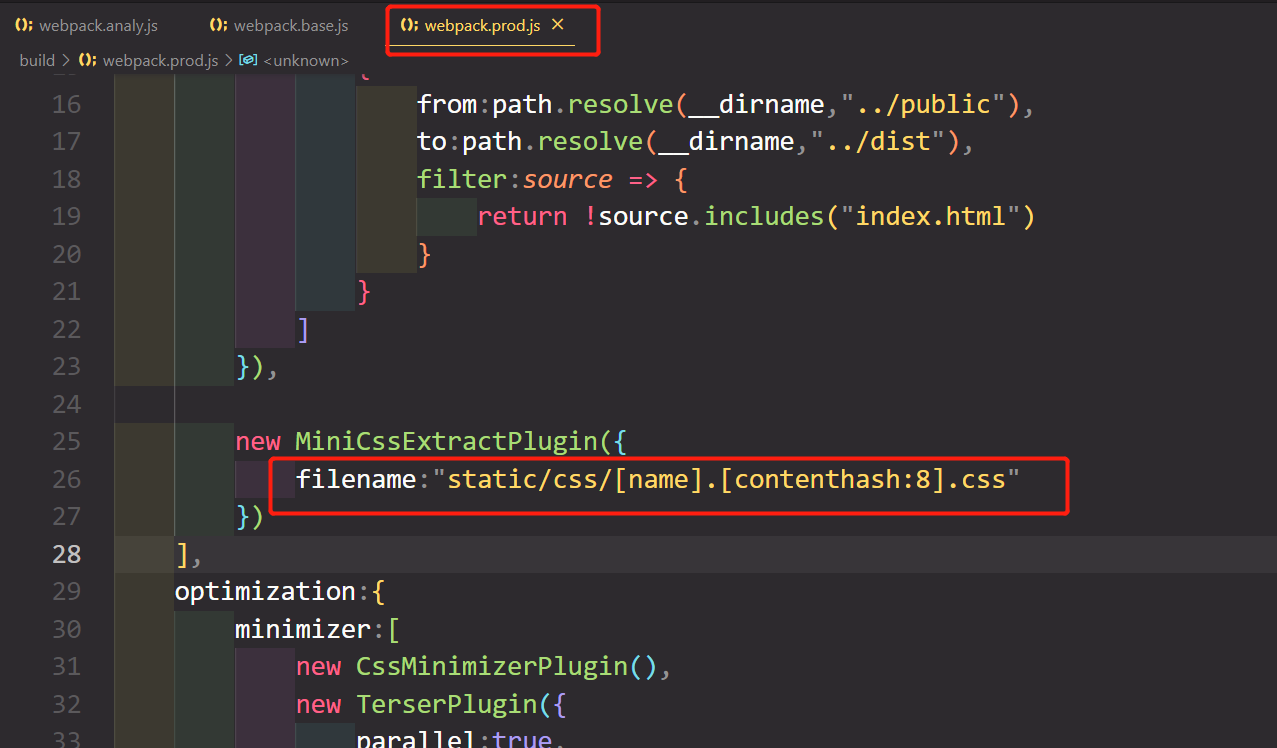 webpack.analy.js webpack.base.js webpack.prod.js ×
build > webpack.prod.js > <unknown>
16 from:path.resolve(__dirname,"../public"),
17 to:path.resolve(__dirname,"../dist"),
18 filter:source => {
19 return !source.includes("index.html")
20 }
21 }
22 ]
23 }),
24
25 new MiniCssExtractPlugin({
26 filename:"static/css/[name].[contenthash:8].css"
27 })
28 ],
29 optimization:{
30 minimizer:[
31 new CssMinimizerPlugin(),
32 new TerserPlugin({
33 parallel:true,